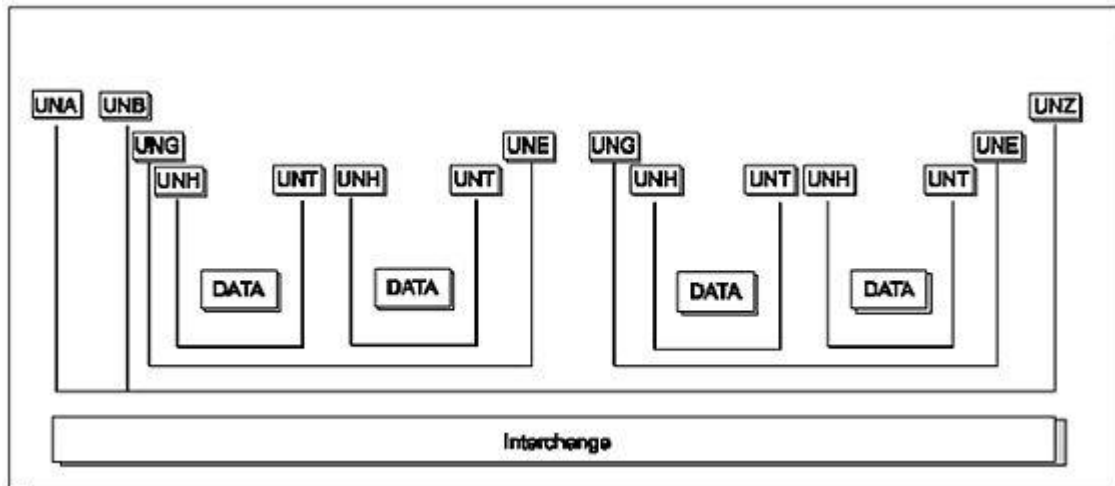 UNA UNB UNZ
UNG UNE UNG UNE
UNH UNT UNH UNT UNH UNT UNH UNT
DATA DATA DATA DATA
Interchange